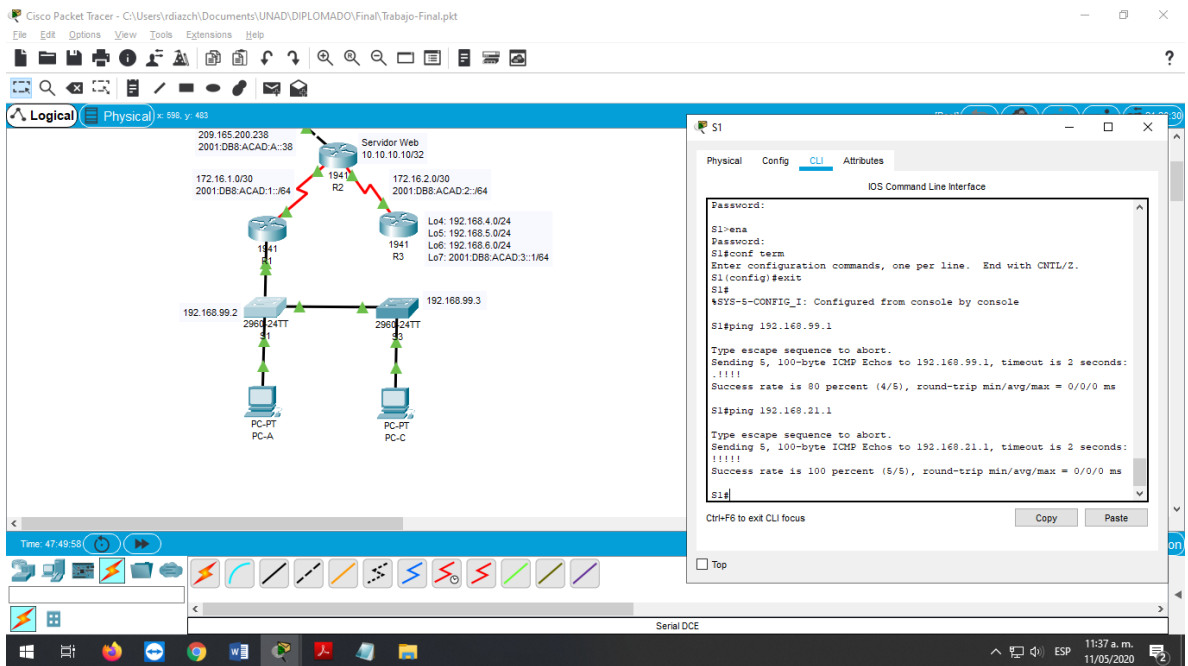 Cisco Packet Tracer - C:\Users\rdiazch\Documents\UNAD\DIPLOMADO\Final\Trabajo-Final.pkt
File Edit Options View Tools Extensions Help
?
Logical
Physical
x: 598, y: 483
209.165.200.238
2001:DB8:ACAD:A::38
Servidor Web
10.10.10.10/32
1941
R2
172.16.1.0/30
2001:DB8:ACAD:1::/64
172.16.2.0/30
2001:DB8:ACAD:2::/64
1941
R1
1941
R3
Lo4: 192.168.4.0/24
Lo5: 192.168.5.0/24
Lo6: 192.168.6.0/24
Lo7: 2001:DB8:ACAD:3::1/64
192.168.99.2
2960-24TT
S1
192.168.99.3
2960-24TT
S3
PC-PT
PC-A
PC-PT
PC-C
S1
Physical Config CLI Attributes
IOS Command Line Interface
Password:
S1>ena
Password:
S1#conf term
Enter configuration commands, one per line. End with CNTL/Z.
S1(config)#exit
S1#
%SYS-5-CONFIG_I: Configured from console by console
S1#ping 192.168.99.1
Type escape sequence to abort.
Sending 5, 100-byte ICMP Echos to 192.168.99.1, timeout is 2 seconds:
.!!!!
Success rate is 80 percent (4/5), round-trip min/avg/max = 0/0/0 ms
S1#ping 192.168.21.1
Type escape sequence to abort.
Sending 5, 100-byte ICMP Echos to 192.168.21.1, timeout is 2 seconds:
!!!!!
Success rate is 100 percent (5/5), round-trip min/avg/max = 0/0/0 ms
S1#
Ctrl+F6 to exit CLI focus
Copy
Paste
Top
Time: 47:49:58
Serial DCE
ESP
11:37 a. m.
11/05/2020
2